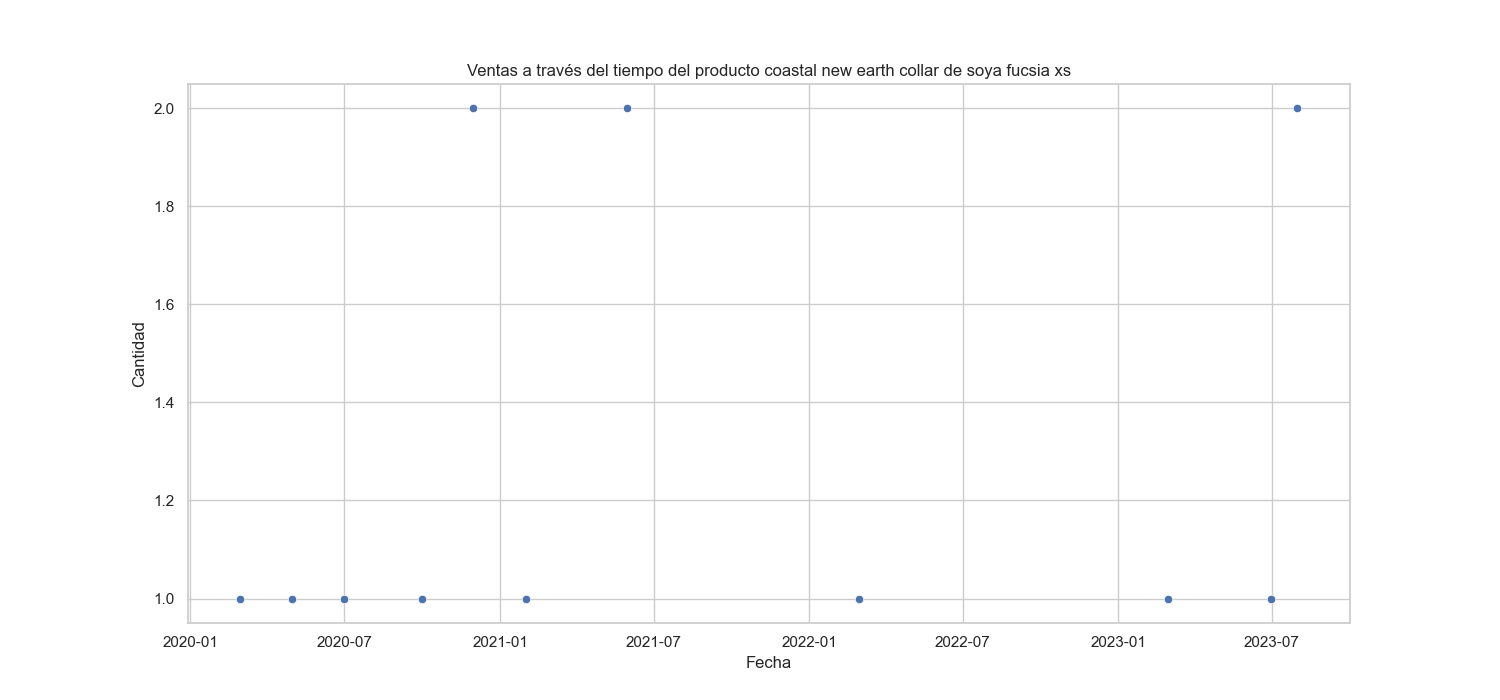 Ventas a través del tiempo del producto coastal new earth collar de soya fucsia xs
2.0
1.8
1.6
1.4
1.2
1.0
Cantidad
2020-01 2020-07 2021-01 2021-07 2022-01 2022-07 2023-01 2023-07
Fecha